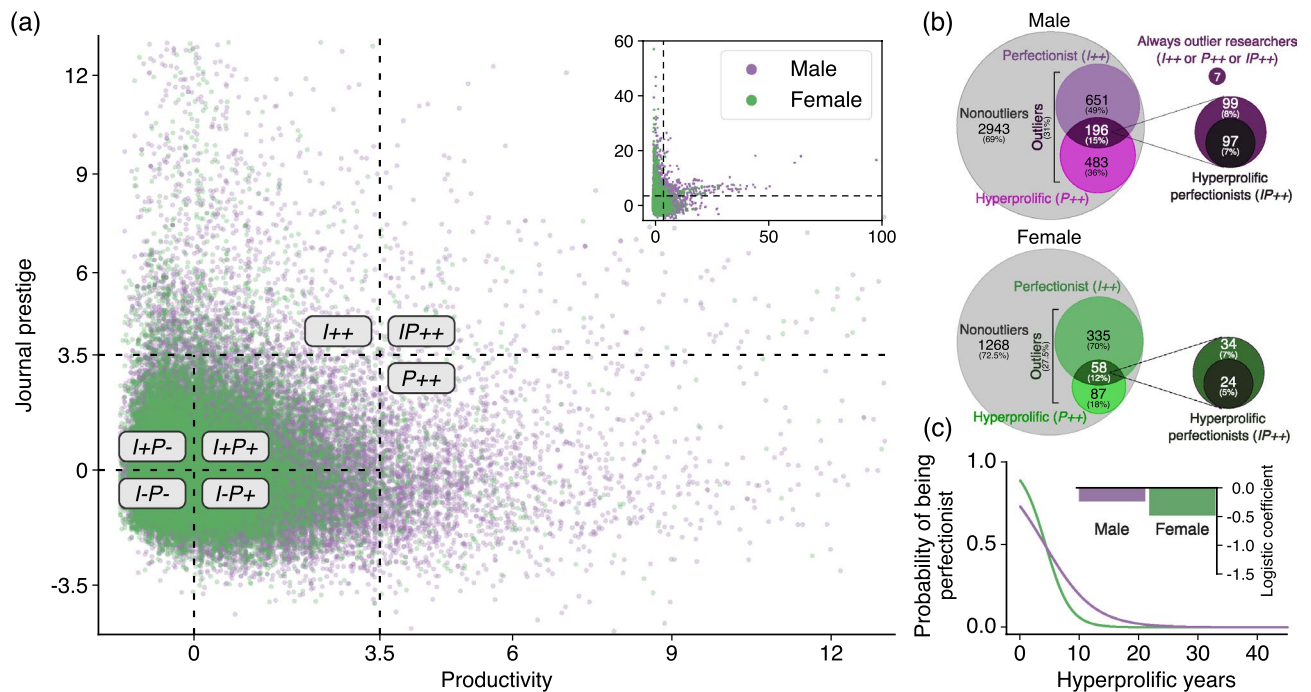 (a)
Journal prestige
12
9
6
3.5
0
-3.5
0
3.5
6
9
12
Productivity
I++
IP++
P++
I+P-
I+P+
I-P-
I-P+
60
40
20
0
0
50
100
Male
Female
(b)
Male
Perfectionist (I++)
Nonoutliers
2943
(69%)
Outliers
(31%)
651
(49%)
196
(15%)
483
(36%)
Hyperprolific (P++)
Always outlier researchers
(I++ or P++ or IP++)
7
99
(8%)
97
(7%)
Hyperprolific
perfectionists (IP++)
Female
Perfectionist (I++)
Nonoutliers
1268
(72.5%)
Outliers
(27.5%)
335
(70%)
58
(12%)
87
(18%)
Hyperprolific (P++)
34
(7%)
24
(5%)
Hyperprolific
perfectionists (IP++)
(c)
Probability of being
perfectionist
1.0
0.5
0.0
0
10
20
30
40
Hyperprolific years
Male
Female
0.0
-0.5
-1.0
-1.5
Logistic coefficient